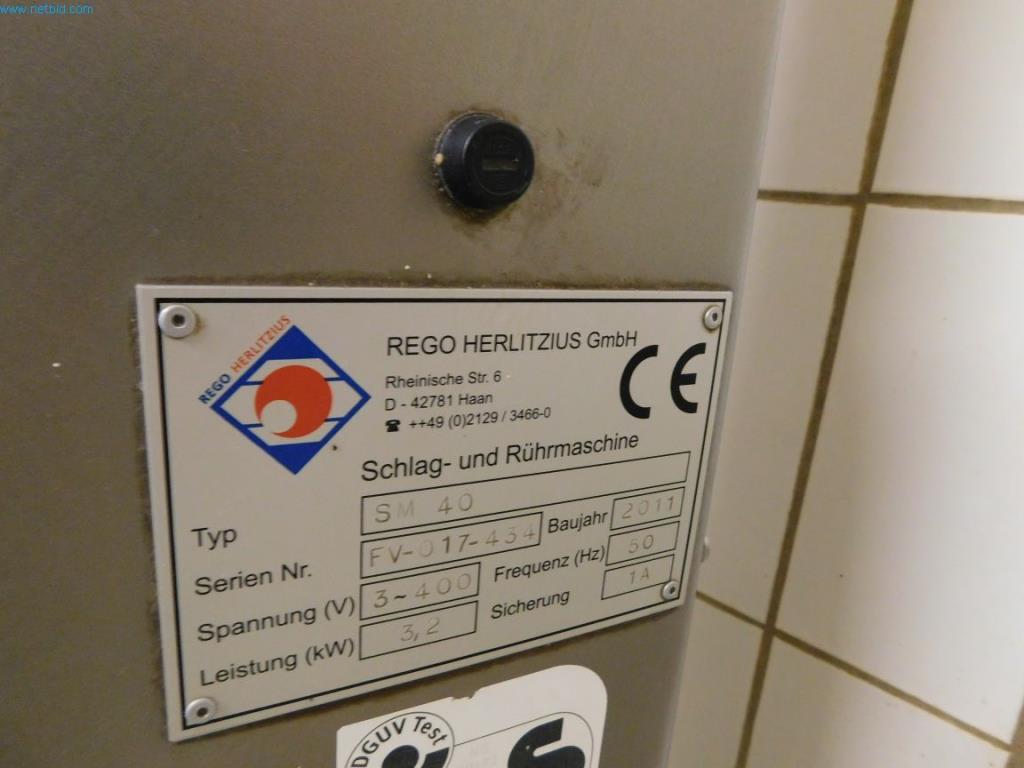 www.netbid.com
REGO HERLITZIUS
REGO HERLITZIUS GmbH
Rheinische Str. 6
D - 42781 Haan
☎ ++49 (0)2129 / 3466-0
CE
Schlag- und Rührmaschine
Typ SM 40
Serien Nr. FV-017-434 Baujahr 2011
Spannung (V) 3~400 Frequenz (Hz) 50
Leistung (kW) 3,2 Sicherung 1A
DGUV Test